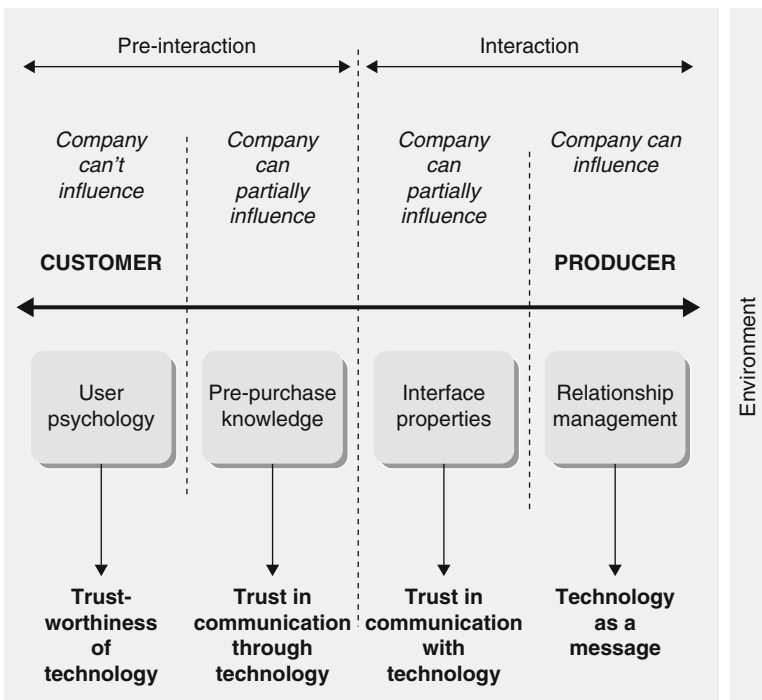 Pre-interaction
Interaction
Company
can't
influence
Company
can
partially
influence
Company
can
partially
influence
Company can
influence
CUSTOMER
PRODUCER
User
psychology
Pre-purchase
knowledge
Interface
properties
Relationship
management
Trust-
worthiness
of
technology
Trust in
communication
through
technology
Trust in
communication
with
technology
Technology
as a
message
Environment